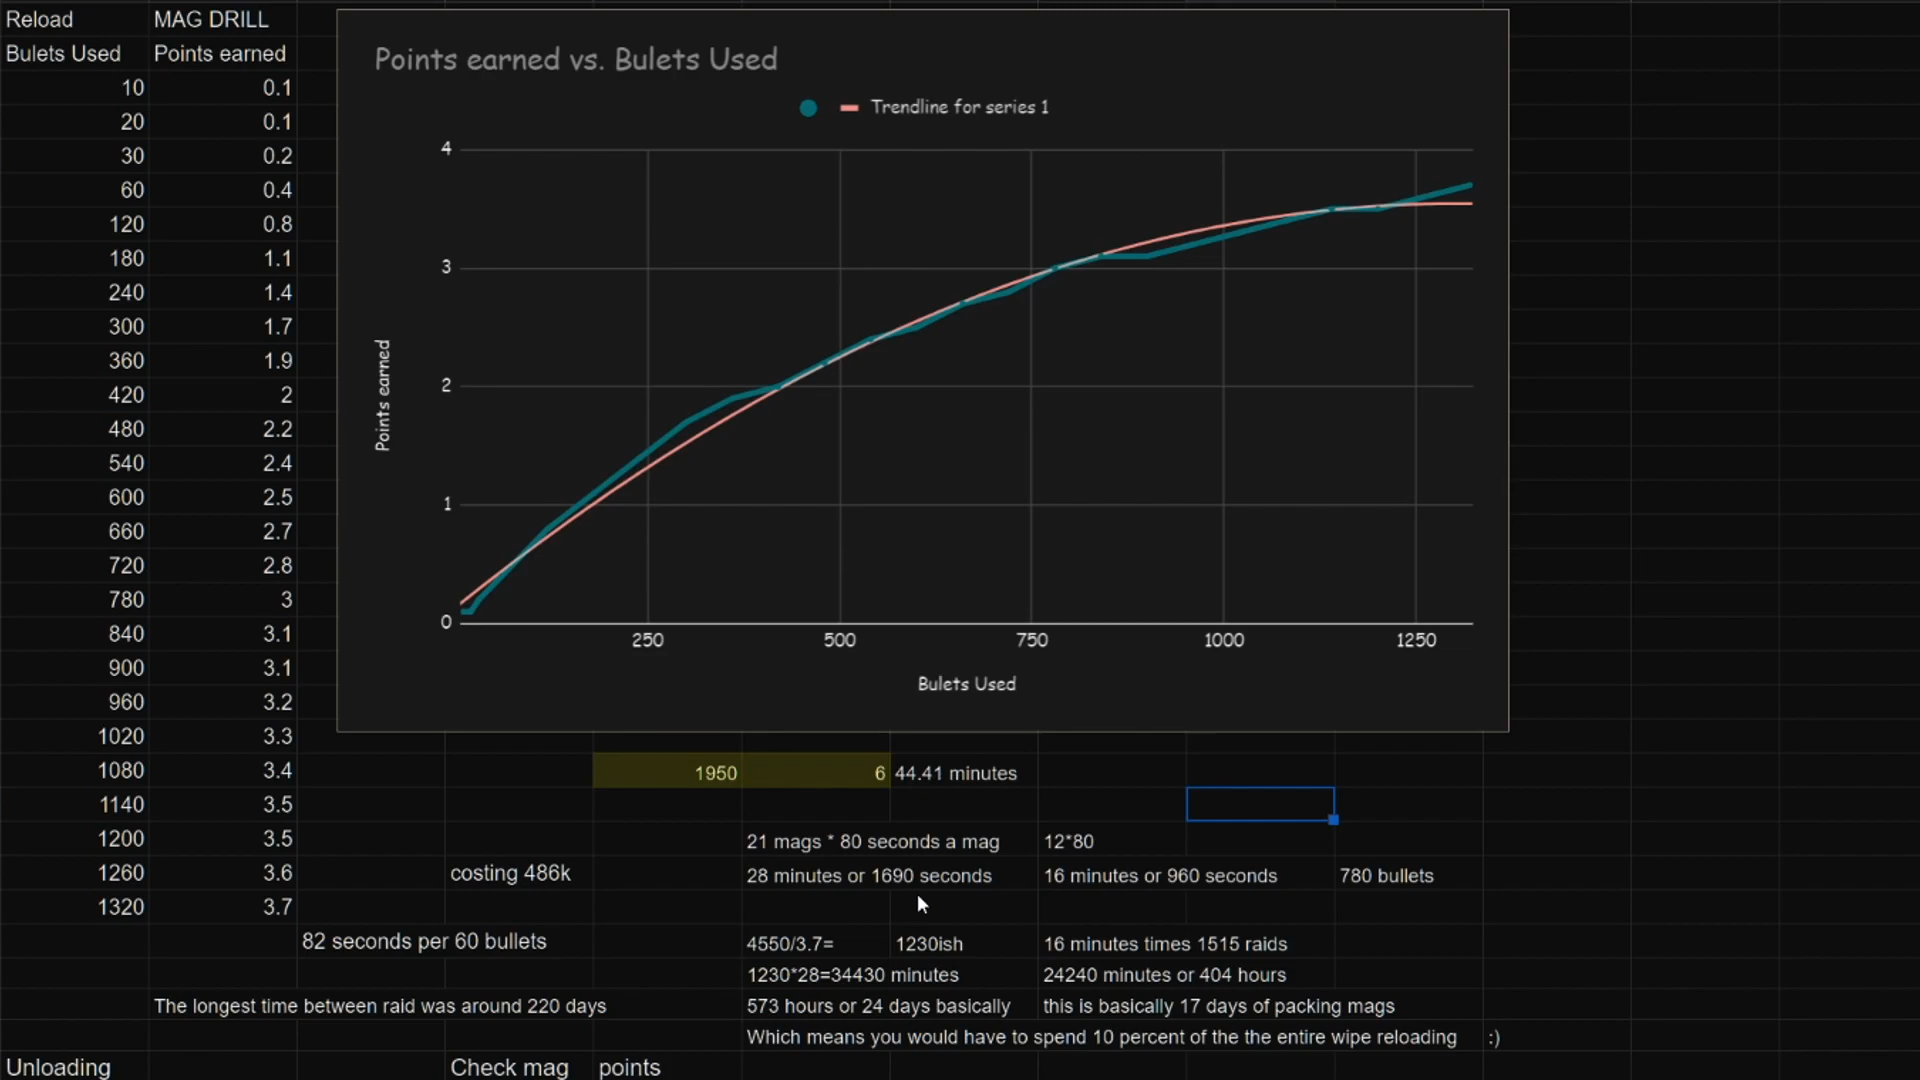 Reload MAG DRILL
Bulets Used Points earned
10 0.1
20 0.1
30 0.2
60 0.4
120 0.8
180 1.1
240 1.4
300 1.7
360 1.9
420 2
480 2.2
540 2.4
600 2.5
660 2.7
720 2.8
780 3
840 3.1
900 3.1
960 3.2
1020 3.3
1080 3.4
1140 3.5
1200 3.5
1260 3.6
1320 3.7
Points earned vs. Bulets Used
Trendline for series 1
4
3
2
1
0
Points earned
250 500 750 1000 1250
Bulets Used
1950 6 44.41 minutes
21 mags * 80 seconds a mag 12*80
costing 486k 28 minutes or 1690 seconds 16 minutes or 960 seconds 780 bullets
82 seconds per 60 bullets 4550/3.7= 1230ish 16 minutes times 1515 raids
1230*28=34430 minutes 24240 minutes or 404 hours
The longest time between raid was around 220 days 573 hours or 24 days basically this is basically 17 days of packing mags
Which means you would have to spend 10 percent of the the entire wipe reloading :)
Unloading Check mag points